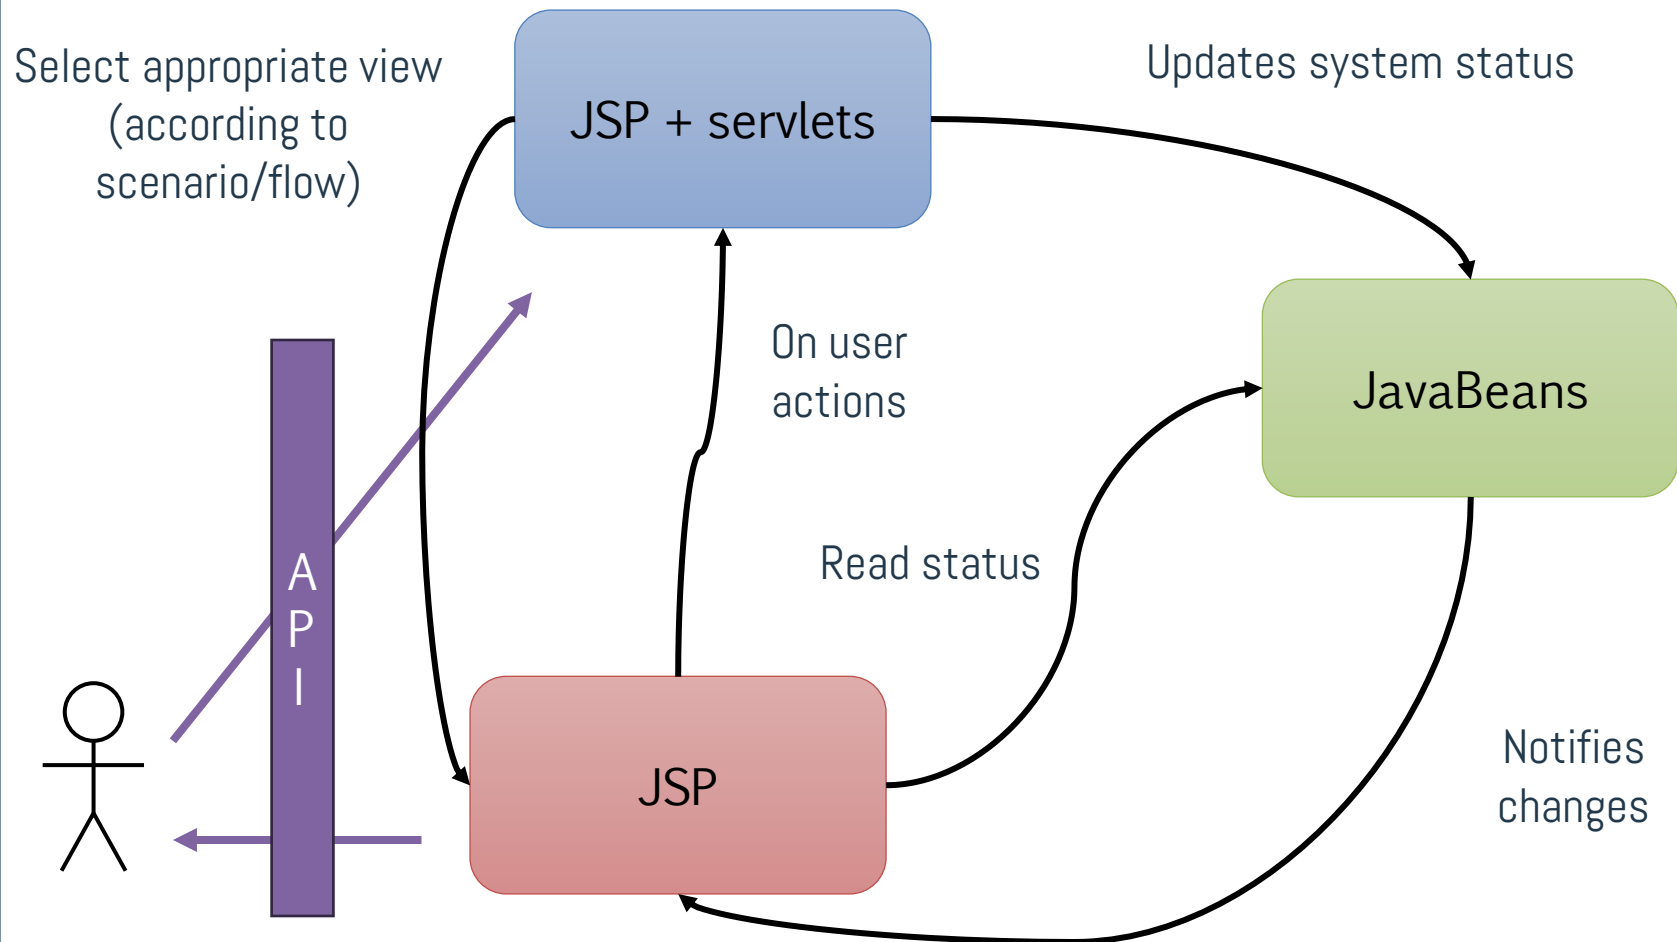 Select appropriate view
(according to
scenario/flow)
JSP + servlets
Updates system status
On user
actions
JavaBeans
Read status
A
P
I
JSP
Notifies
changes